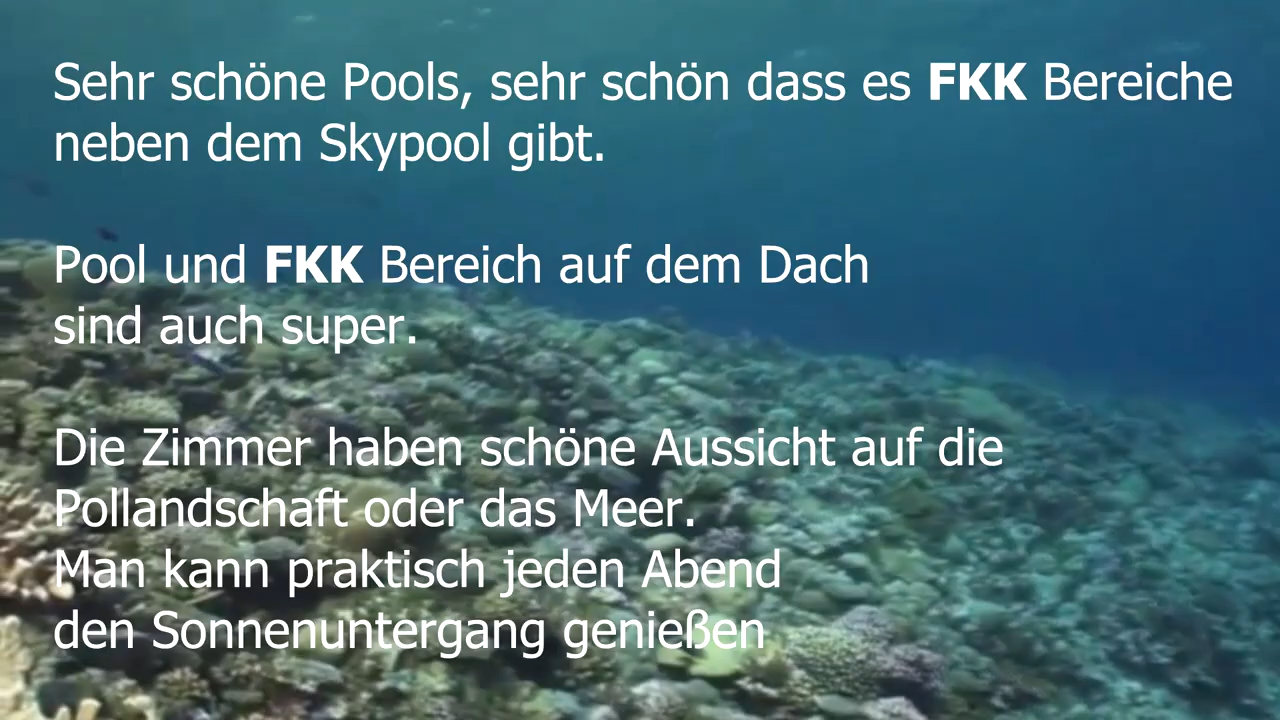 Sehr schöne Pools, sehr schön dass es FKK Bereiche
neben dem Skypool gibt.
Pool und FKK Bereich auf dem Dach
sind auch super.
Die Zimmer haben schöne Aussicht auf die
Pollandschaft oder das Meer.
Man kann praktisch jeden Abend
den Sonnenuntergang genießen